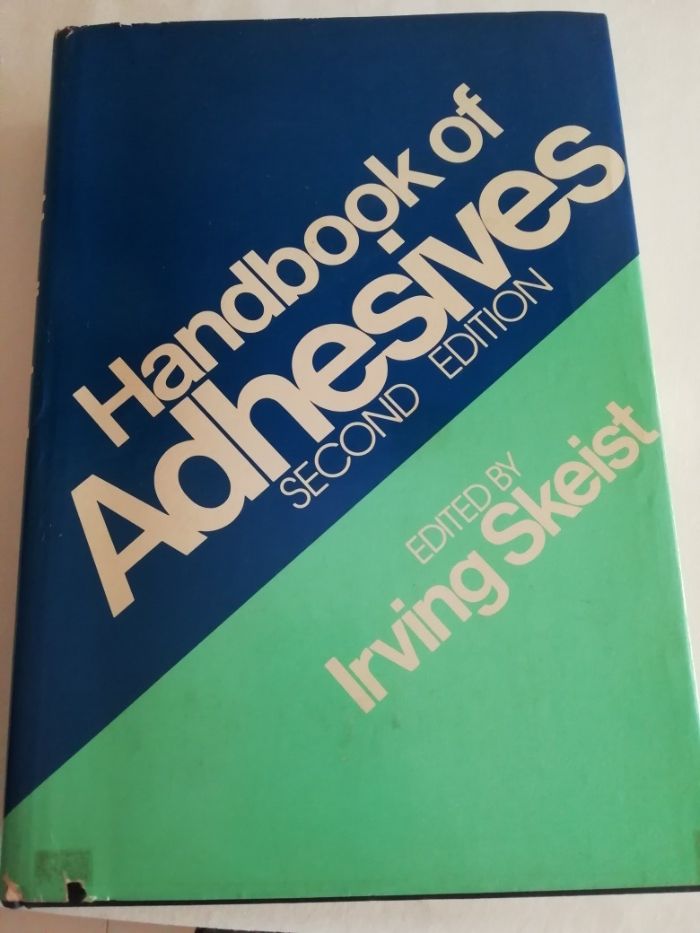 Handbook of
Adhesives
SECOND EDITION
EDITED BY
Irving Skeist